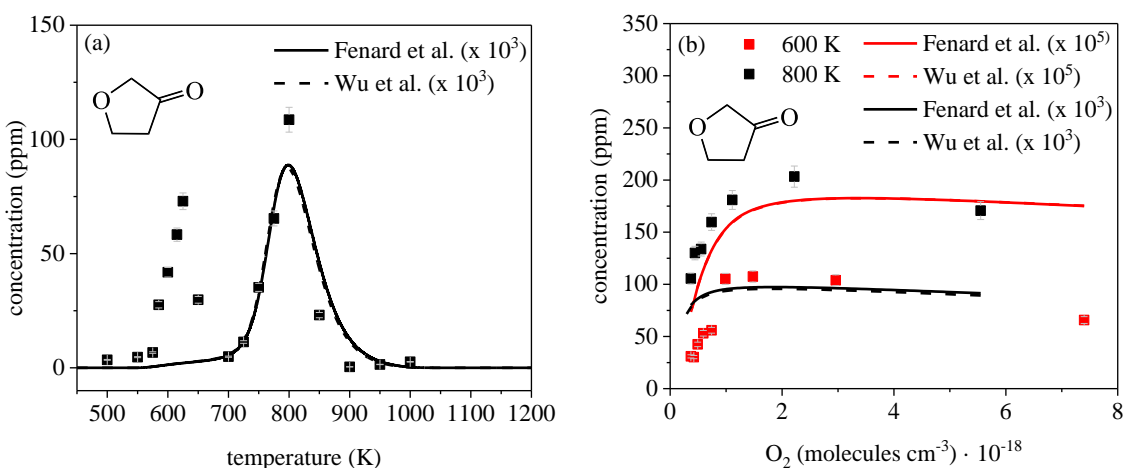 (a)
Fenard et al. (x 10³)
Wu et al. (x 10³)
O
O
150
100
50
0
concentration (ppm)
500 600 700 800 900 1000 1100 1200
temperature (K)
(b)
600 K
800 K
Fenard et al. (x 10⁵)
Wu et al. (x 10⁵)
Fenard et al. (x 10³)
Wu et al. (x 10³)
O
O
350
300
250
200
150
100
50
0
concentration (ppm)
0 2 4 6 8
O₂ (molecules cm⁻³) · 10⁻¹⁸